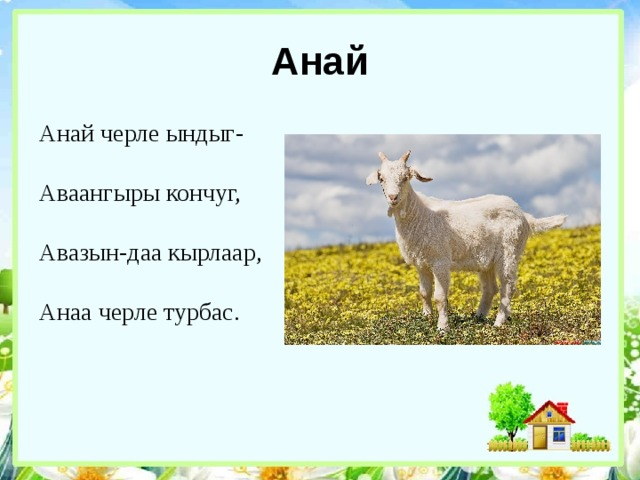 Анай
Анай черле ындыг-
Аваангыры кончуг,
Авазын-даа кырлаар,
Анаа черле турбас.